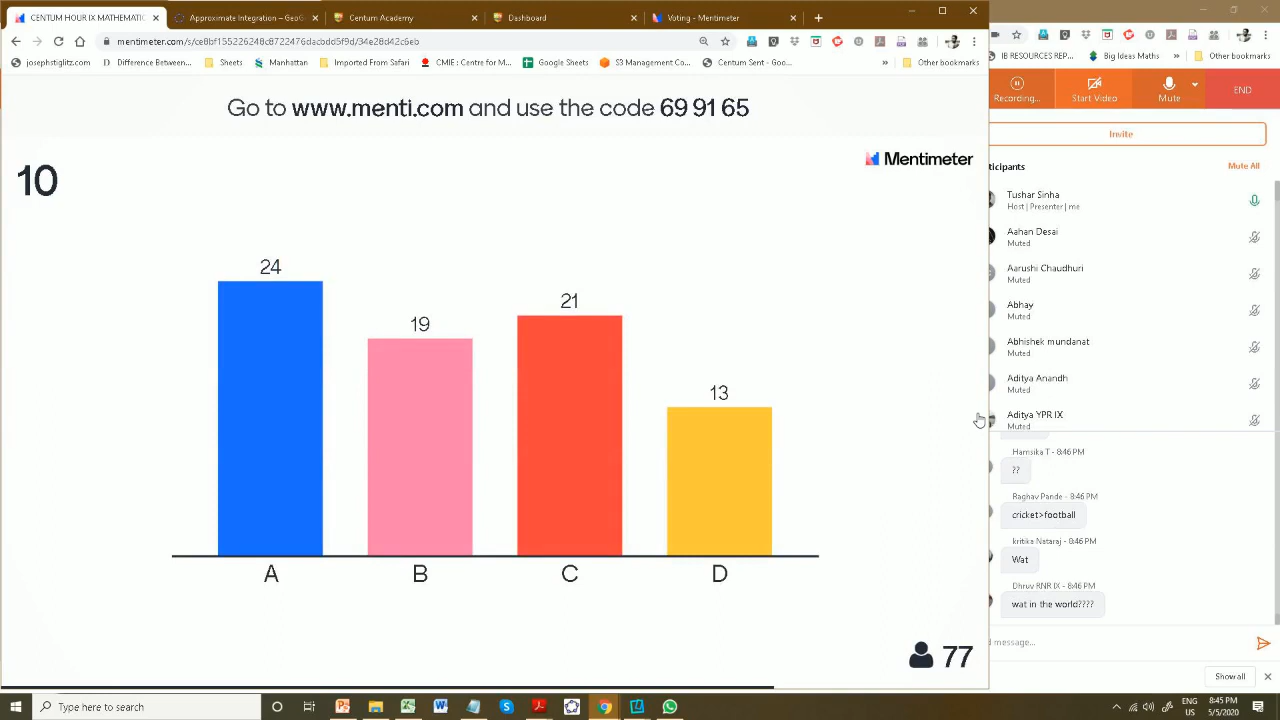 CENTUM HOUR IX MATHEMATIC
Approximate Integration – GeoG
Centum Academy
Dashboard
Voting - Mentimeter
josephstiglitz.com
Difference Between...
Sheets
Manhattan
Imported From Safari
CMIE : Centre for M...
Google Sheets
S3 Management Co...
Centum Sent - Goo...
Other bookmarks
IB RESOURCES REP...
Big Ideas Maths
Other bookmarks
Go to www.menti.com and use the code 69 91 65
Mentimeter
10
24
19
21
13
A
B
C
D
77
Recording...
Start Video
Mute
END
Invite
ticipants
Mute All
Tushar Sinha
Host | Presenter | me
Aahan Desai
Muted
Aarushi Chaudhuri
Muted
Abhay
Muted
Abhishek mundanat
Muted
Aditya Anandh
Muted
Aditya YPR IX
Muted
Hamsika T - 8:46 PM
??
Raghav Pande - 8:46 PM
cricket>football
kritika Nataraj - 8:46 PM
Wat
Dhruv RNR IX - 8:46 PM
wat in the world????
d message...
Show all
Type here to search
ENG
US
8:45 PM
5/5/2020